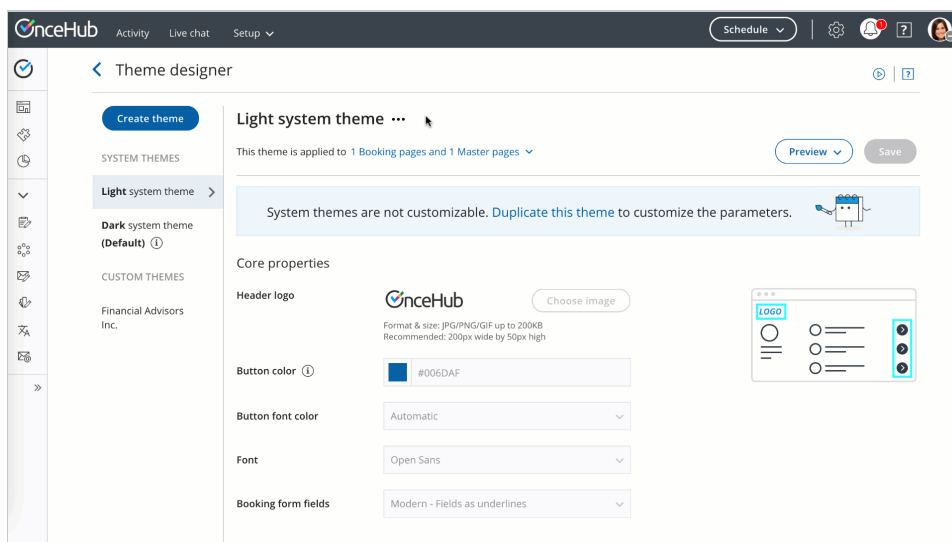 OnceHub Activity Live chat Setup Schedule 1 ?
Theme designer ?
Create theme
SYSTEM THEMES
Light system theme
Dark system theme
(Default) i
CUSTOM THEMES
Financial Advisors
Inc.
Light system theme ...
This theme is applied to 1 Booking pages and 1 Master pages Preview Save
System themes are not customizable. Duplicate this theme to customize the parameters.
Core properties
Header logo OnceHub Choose image
Format & size: JPG/PNG/GIF up to 200KB
Recommended: 200px wide by 50px high
LOGO
Button color i #006DAF
Button font color Automatic
Font Open Sans
Booking form fields Modern - Fields as underlines